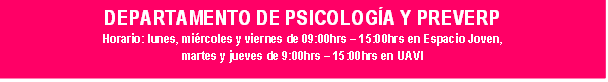 DEPARTAMENTO DE PSICOLOGÍA Y PREVERP
Horario: lunes, miércoles y viernes de 09:00hrs – 15:00hrs en Espacio Joven,
martes y jueves de 9:00hrs – 15:00hrs en UAVI